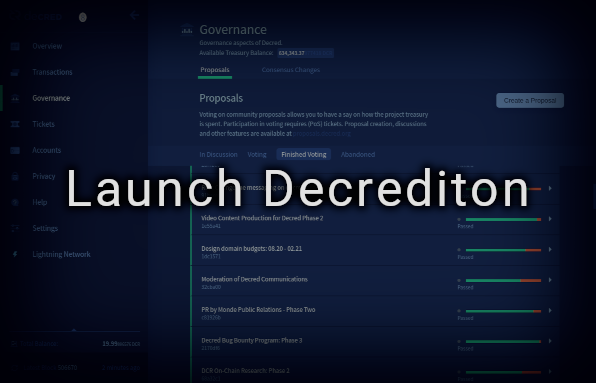 Governance
Governance aspects of Decred.
Available Treasury Balance: 634,341.37
Proposals
Consensus Changes
Overview
Transactions
Governance
Tickets
Accounts
Privacy
Help
Settings
Lightning Network
Proposals
Create a Proposal
Voting on community proposals allows you to have a say on how the project treasury
is spent. Participation in voting requires (PoS) tickets. Proposal creation, discussions
and other features are available at
In Discussion
Voting
Finished Voting
Abandoned
Launch Decrediton
Video Content Production for Decred Phase 2
Passed
Design domain budgets: 08.20 - 02.21
Passed
Moderation of Decred Communications
Passed
PR by Monde Public Relations - Phase Two
Passed
Decred Bug Bounty Program: Phase 3
Passed
DCR On-Chain Research: Phase 2